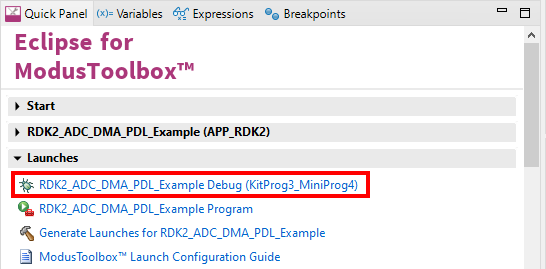 Quick Panel (x)= Variables Expressions Breakpoints
Eclipse for
ModusToolbox™
Start
RDK2_ADC_DMA_PDL_Example (APP_RDK2)
Launches
RDK2_ADC_DMA_PDL_Example Debug (KitProg3_MiniProg4)
RDK2_ADC_DMA_PDL_Example Program
Generate Launches for RDK2_ADC_DMA_PDL_Example
ModusToolbox™ Launch Configuration Guide